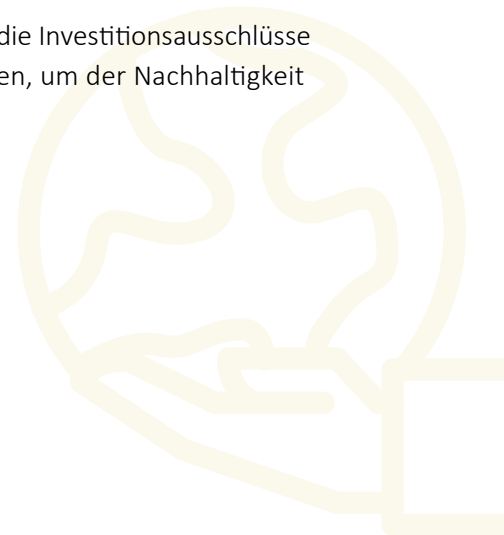 die Investitionsausschlüsse
en, um der Nachhaltigkeit